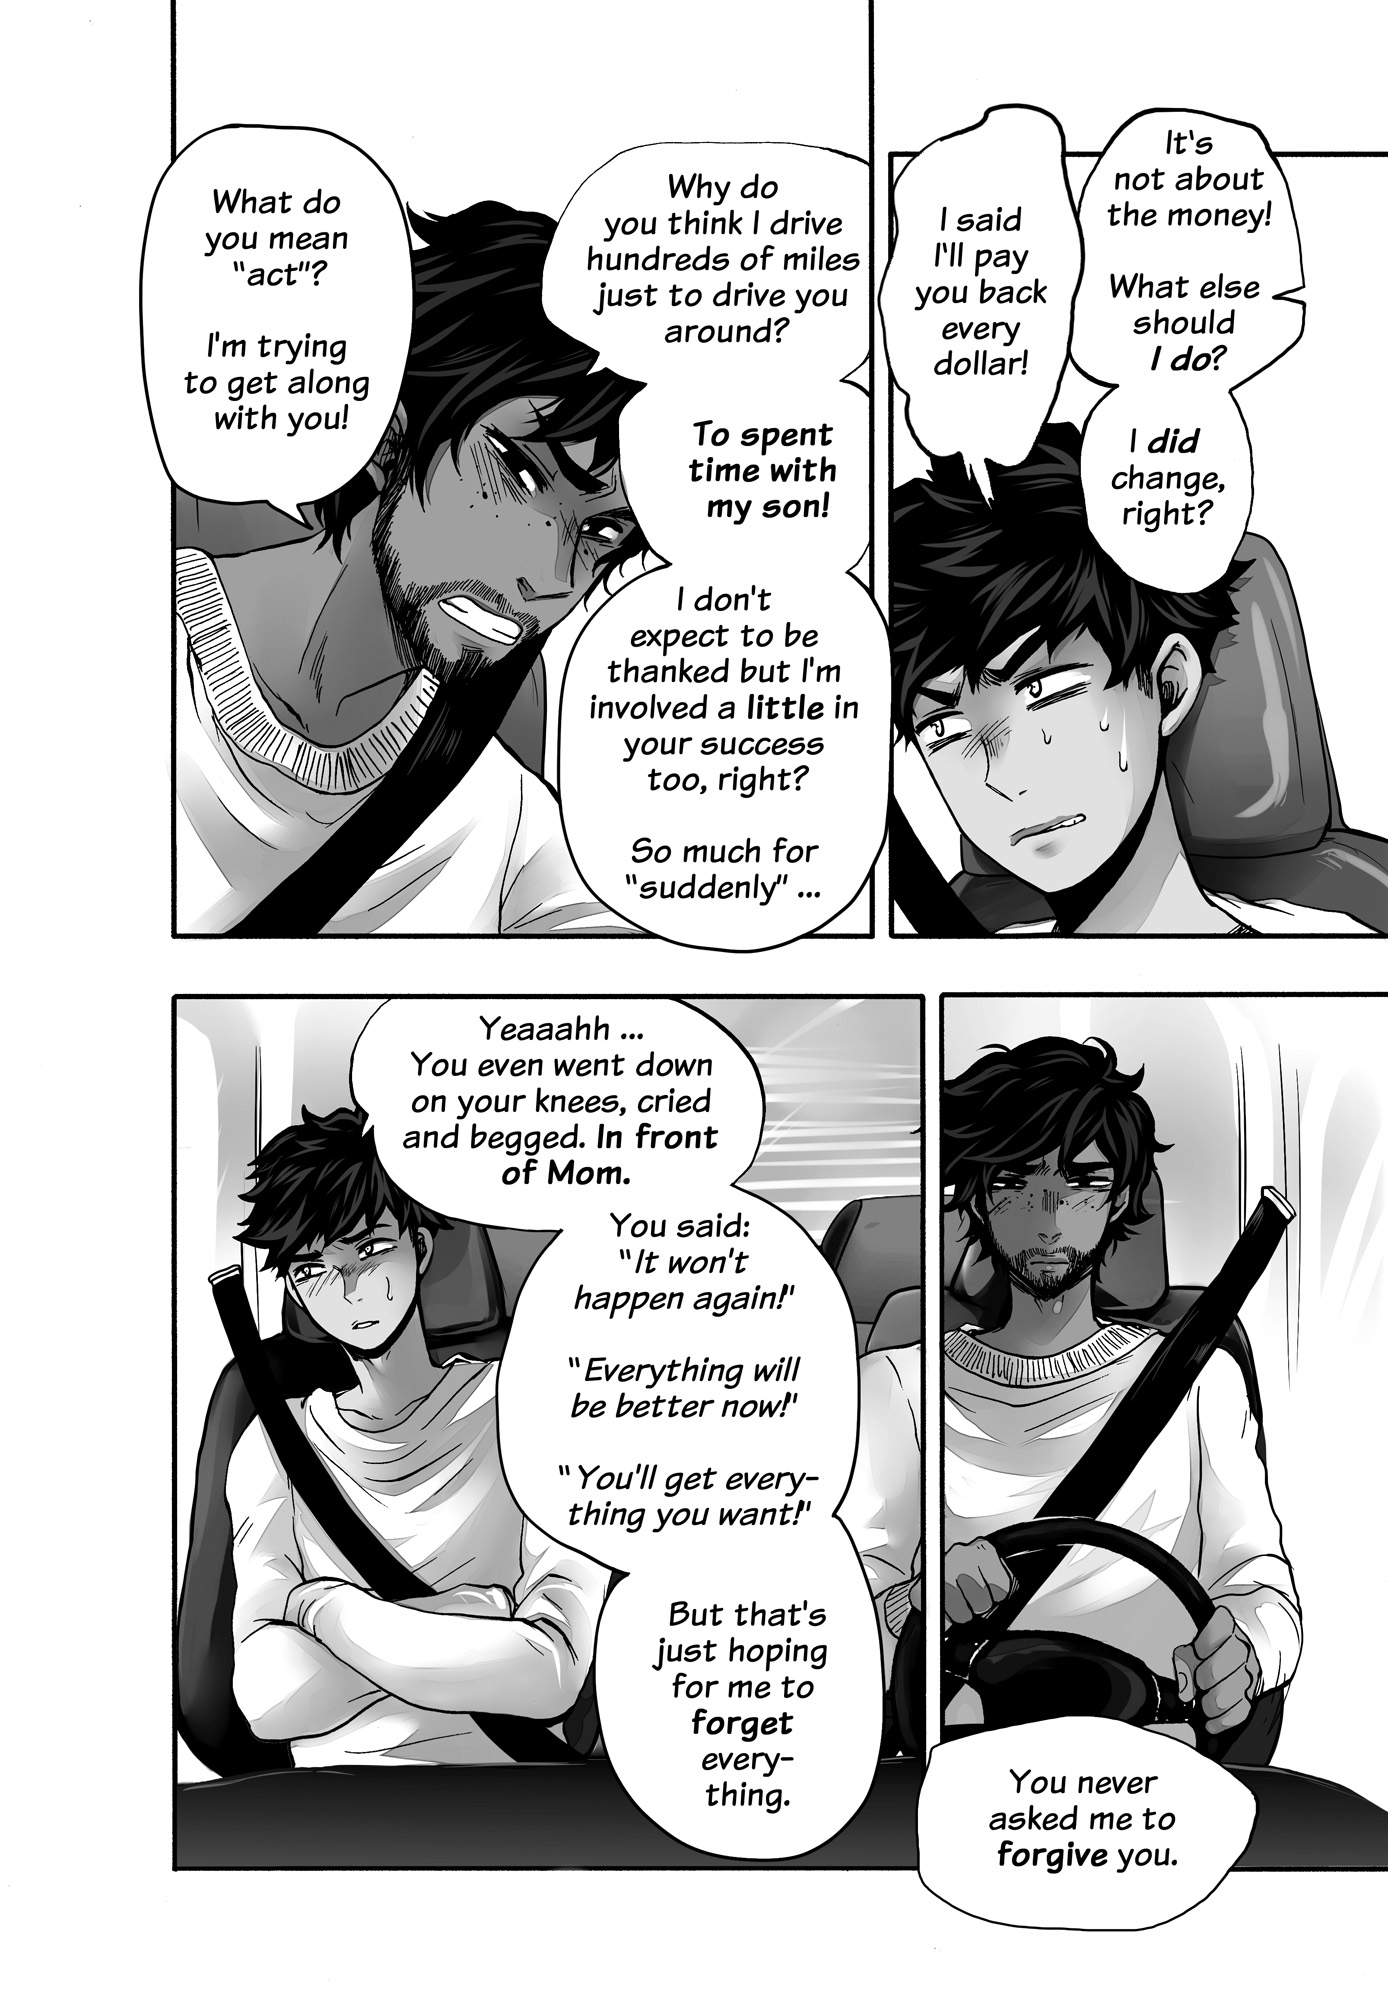 What do
you mean
"act"?
I'm trying
to get along
with you!
Why do
you think I drive
hundreds of miles
just to drive you
around?
To spent
time with
my son!
I don't
expect to be
thanked but I'm
involved a little in
your success
too, right?
So much for
"suddenly" ...
I said
I'll pay
you back
every
dollar!
It's
not about
the money!
What else
should
I do?
I did
change,
right?
Yeaaahh ...
You even went down
on your knees, cried
and begged. In front
of Mom.
You said:
"It won't
happen again!"
"Everything will
be better now!"
"You'll get every-
thing you want!"
But that's
just hoping
for me to
forget
every-
thing.
You never
asked me to
forgive you.